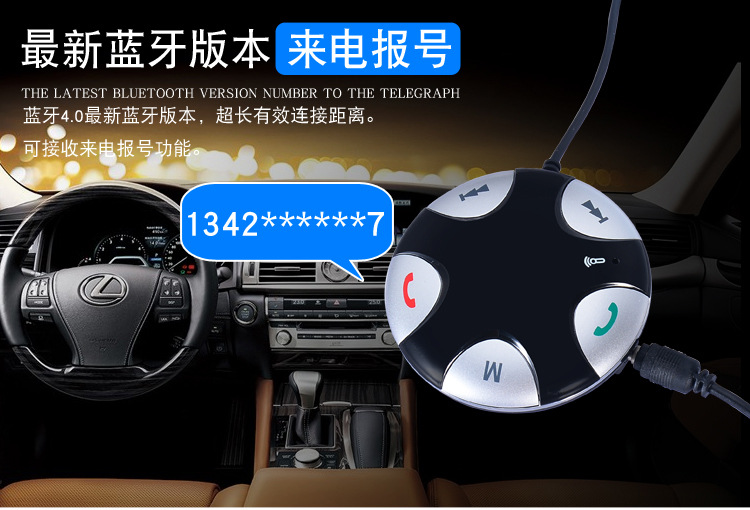 最新蓝牙版本 来电报号
THE LATEST BLUETOOTH VERSION NUMBER TO THE TELEGRAPH
蓝牙4.0最新蓝牙版本，超长有效连接距离。
可接收来电报号功能。
1342******7
M